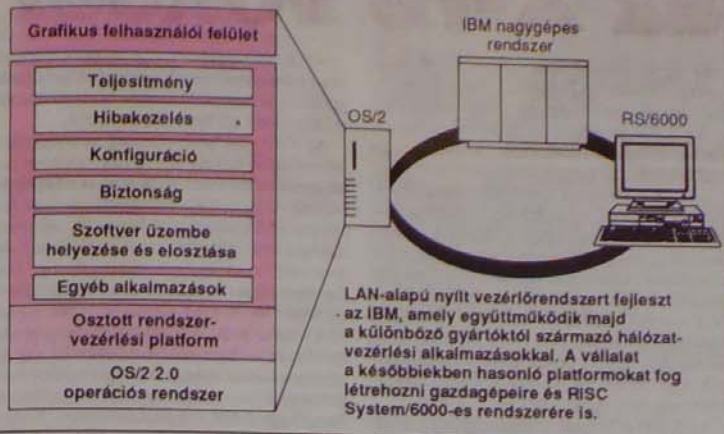 Grafikus felhasználói felület
Teljesítmény
Hibakezelés
Konfiguráció
Biztonság
Szoftver üzembe
helyezése és elosztása
Egyéb alkalmazások
Osztott rendszer-
vezérlési platform
OS/2 2.0
operációs rendszer
OS/2
IBM nagygépes
rendszer
RS/6000
LAN-alapú nyílt vezérlőrendszert fejleszt
az IBM, amely együttműködik majd
a különböző gyártóktól származó hálózat-
vezérlési alkalmazásokkal. A vállalat
a későbbiekben hasonló platformokat fog
létrehozni gazdagépeire és RISC
System/6000-es rendszerére is.